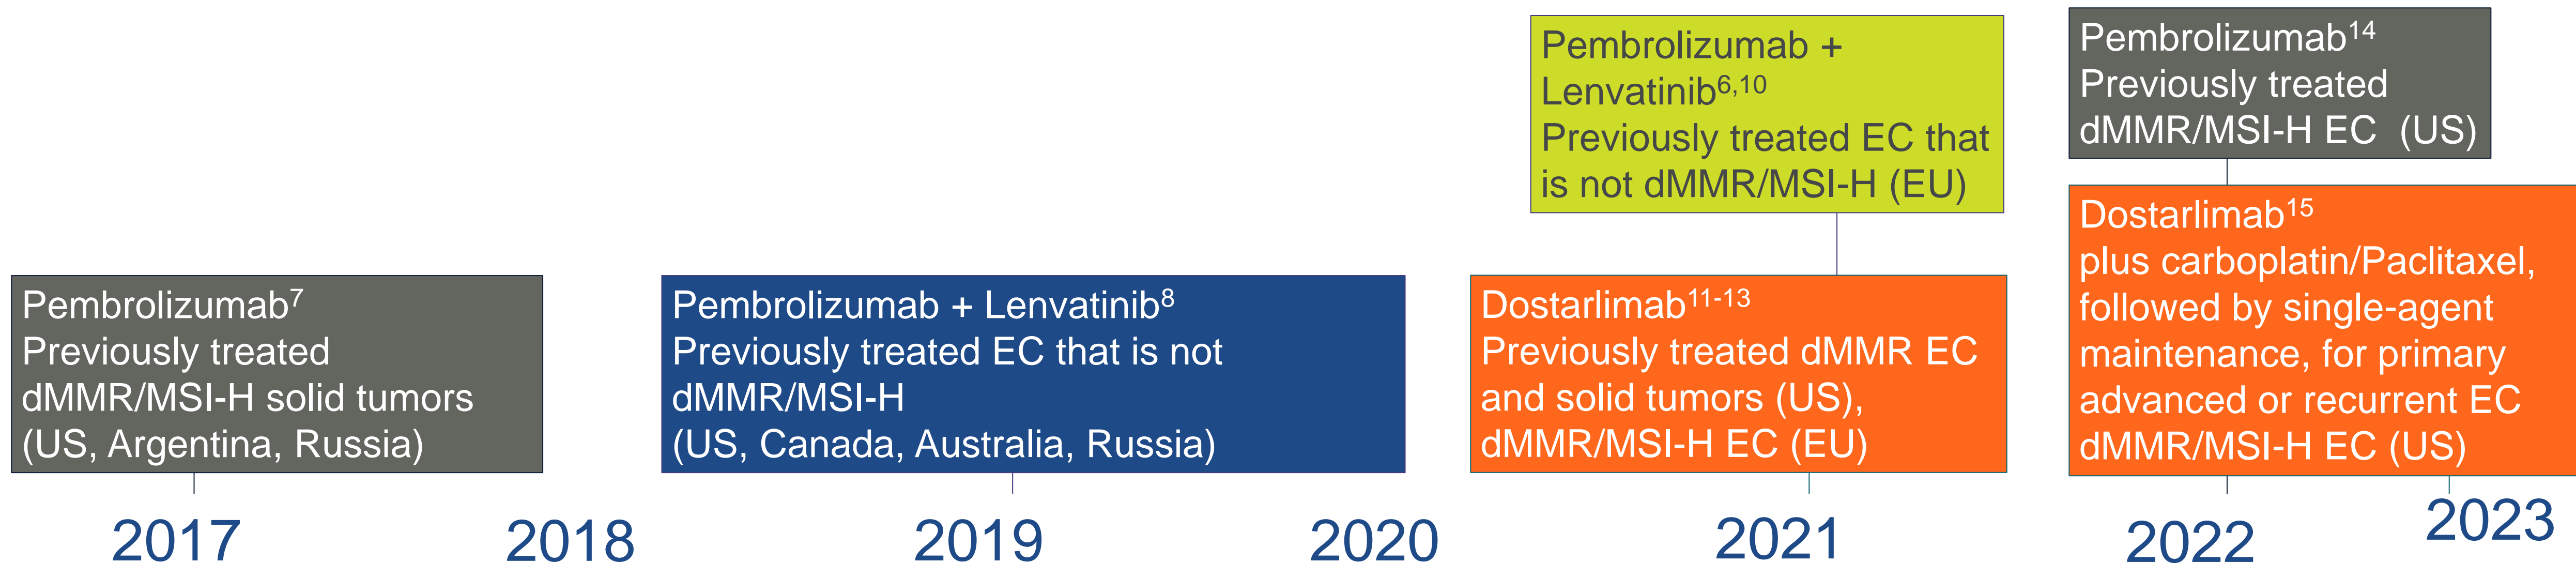 Pembrolizumab⁷
Previously treated
dMMR/MSI-H solid tumors
(US, Argentina, Russia)
Pembrolizumab + Lenvatinib⁸
Previously treated EC that is not
dMMR/MSI-H
(US, Canada, Australia, Russia)
Pembrolizumab +
Lenvatinib⁶,¹⁰
Previously treated EC that
is not dMMR/MSI-H (EU)
Dostarlimab¹¹⁻¹³
Previously treated dMMR EC
and solid tumors (US),
dMMR/MSI-H EC (EU)
Pembrolizumab¹⁴
Previously treated
dMMR/MSI-H EC (US)
Dostarlimab¹⁵
plus carboplatin/Paclitaxel,
followed by single-agent
maintenance, for primary
advanced or recurrent EC
dMMR/MSI-H EC (US)
2017
2018
2019
2020
2021
2022
2023